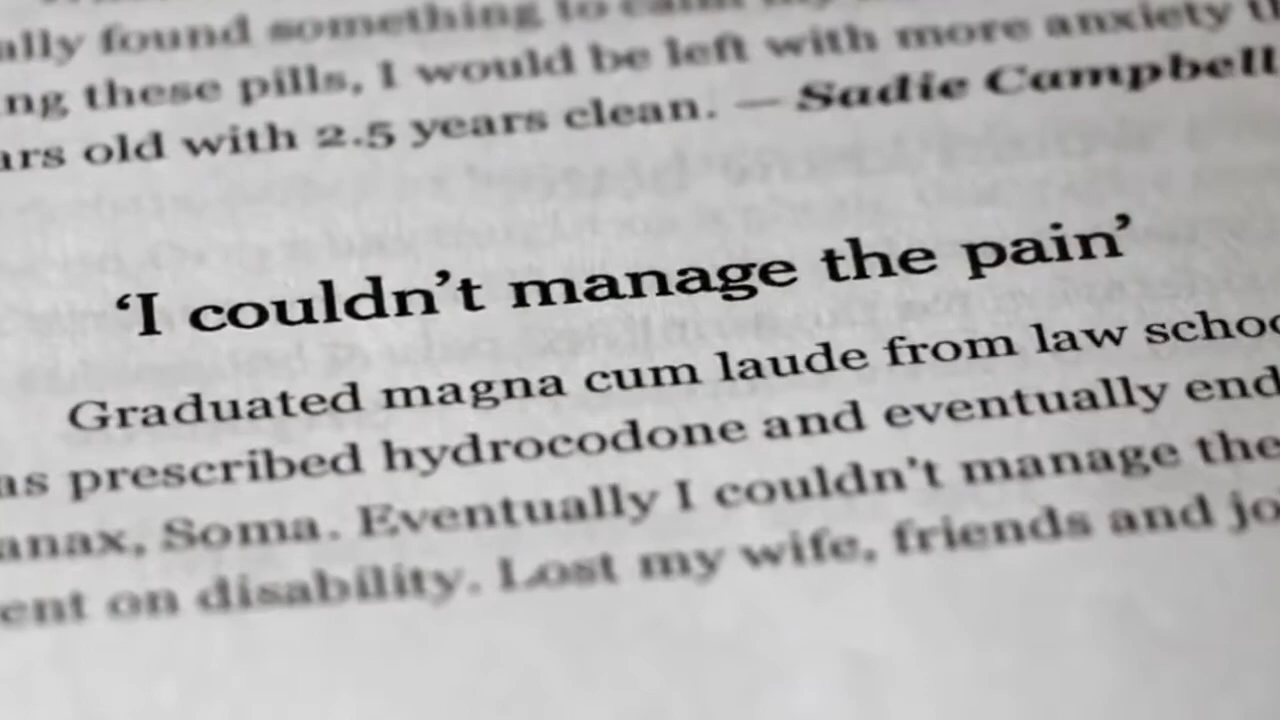 ally found something to calm my
ng these pills, I would be left with more anxiety th
ars old with 2.5 years clean. — Sadie Campbell
‘I couldn’t manage the pain’
Graduated magna cum laude from law schoo
as prescribed hydrocodone and eventually end
anax, Soma. Eventually I couldn’t manage the
ent on disability. Lost my wife, friends and jo